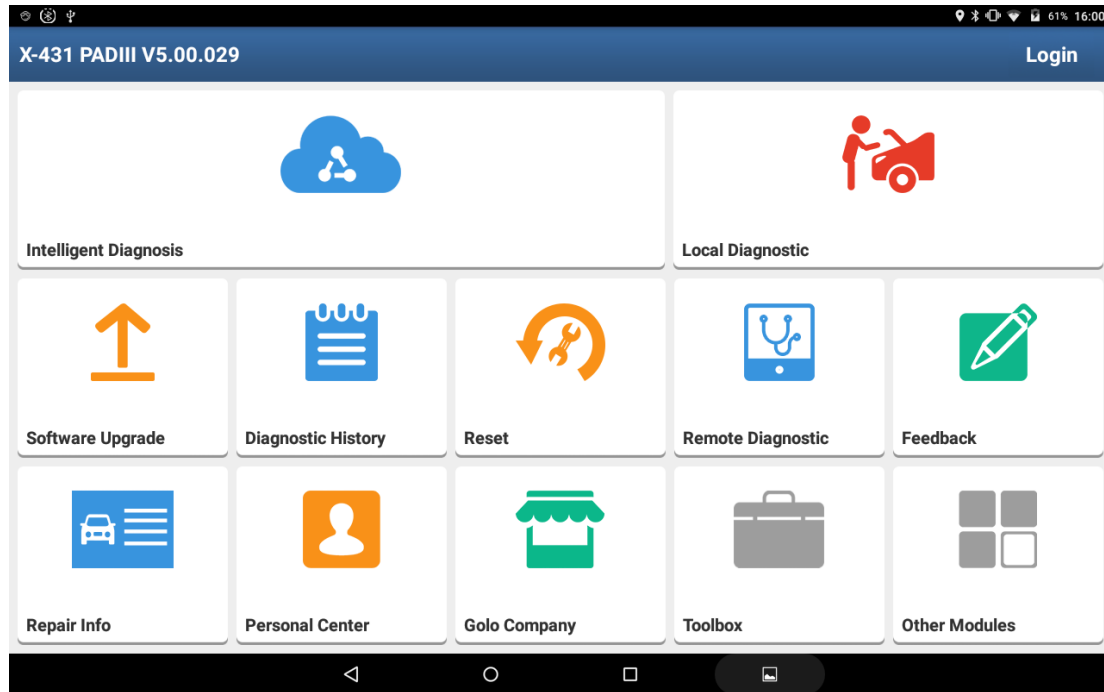 61% 16:00
X-431 PADIII V5.00.029 Login
Intelligent Diagnosis Local Diagnostic
Software Upgrade Diagnostic History Reset Remote Diagnostic Feedback
Repair Info Personal Center Golo Company Toolbox Other Modules